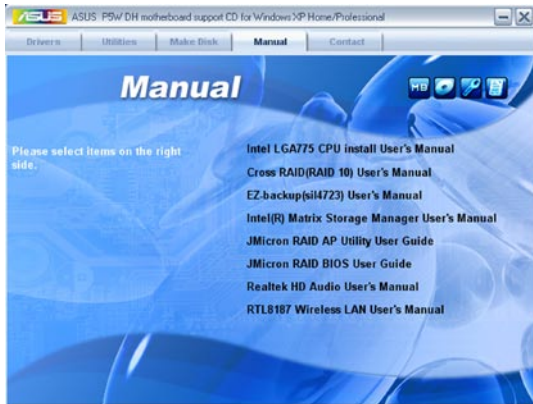 ASUS ASUS P5W DH motherboard support CD for Windows XP Home/Professional
Drivers Utilities Make Disk Manual Contact
Manual
MB
Please select items on the right
side.
Intel LGA775 CPU install User's Manual
Cross RAID(RAID 10) User's Manual
EZ-backup(sil4723) User's Manual
Intel(R) Matrix Storage Manager User's Manual
JMicron RAID AP Utility User Guide
JMicron RAID BIOS User Guide
Realtek HD Audio User's Manual
RTL8187 Wireless LAN User's Manual